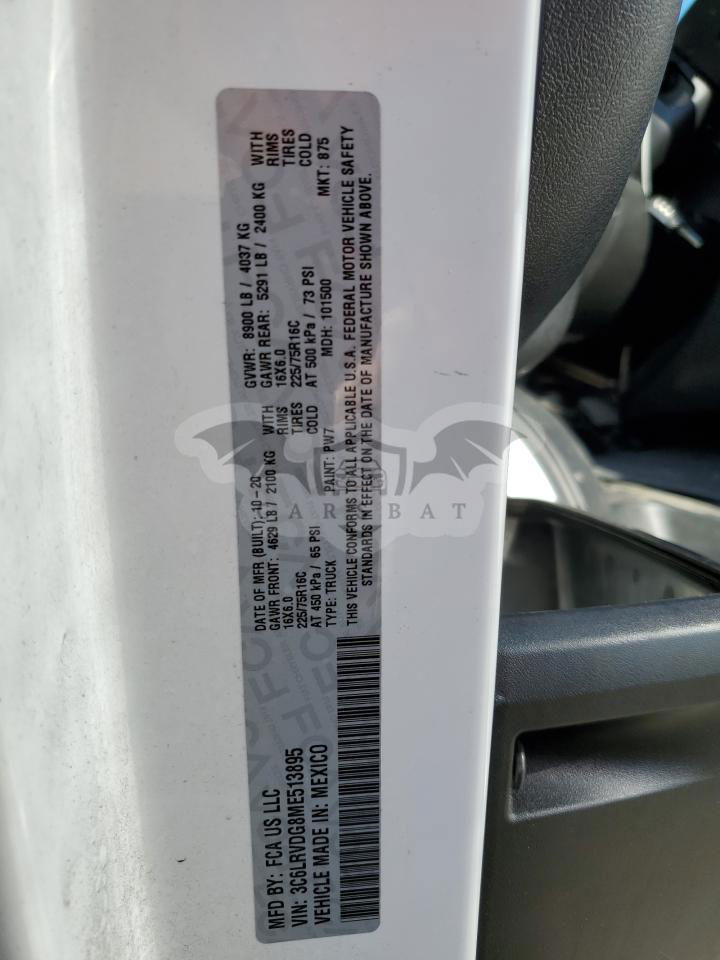 MFD BY: FCA US LLC
DATE OF MFR (BUILT): 10-20
GVWR: 8900 LB / 4037 KG
GAWR FRONT: 4629 LB / 2100 KG WITH
16X6.0 RIMS
225/75R16C TIRES
AT 450 kPa / 65 PSI COLD
GAWR REAR: 5291 LB / 2400 KG WITH
16X6.0 RIMS
225/75R16C TIRES
AT 500 kPa / 73 PSI COLD
VIN: 3C6LRVDG8ME513895
TYPE: TRUCK PAINT: PW7 MDH: 101500 MKT: 875
VEHICLE MADE IN: MEXICO
THIS VEHICLE CONFORMS TO ALL APPLICABLE U.S.A. FEDERAL MOTOR VEHICLE SAFETY
STANDARDS IN EFFECT ON THE DATE OF MANUFACTURE SHOWN ABOVE.